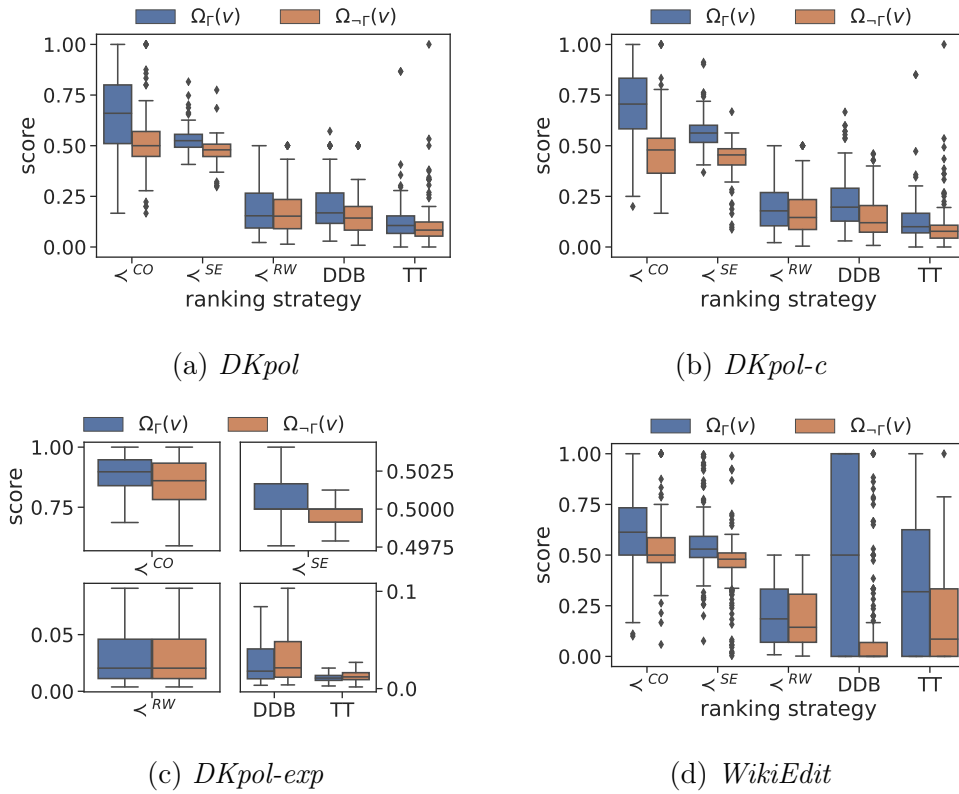 Ω_Γ(v) Ω_¬Γ(v)
1.00
0.75
0.50
0.25
0.00
score
≺^CO ≺^SE ≺^RW DDB TT
ranking strategy
(a) DKpol
Ω_Γ(v) Ω_¬Γ(v)
1.00
0.75
0.50
0.25
0.00
score
≺^CO ≺^SE ≺^RW DDB TT
ranking strategy
(b) DKpol-c
Ω_Γ(v) Ω_¬Γ(v)
1.00
0.75
score
≺^CO
0.5025
0.5000
0.4975
≺^SE
0.05
0.00
≺^RW
0.1
0.0
DDB TT
(c) DKpol-exp
Ω_Γ(v) Ω_¬Γ(v)
1.00
0.75
0.50
0.25
0.00
score
≺^CO ≺^SE ≺^RW DDB TT
ranking strategy
(d) WikiEdit